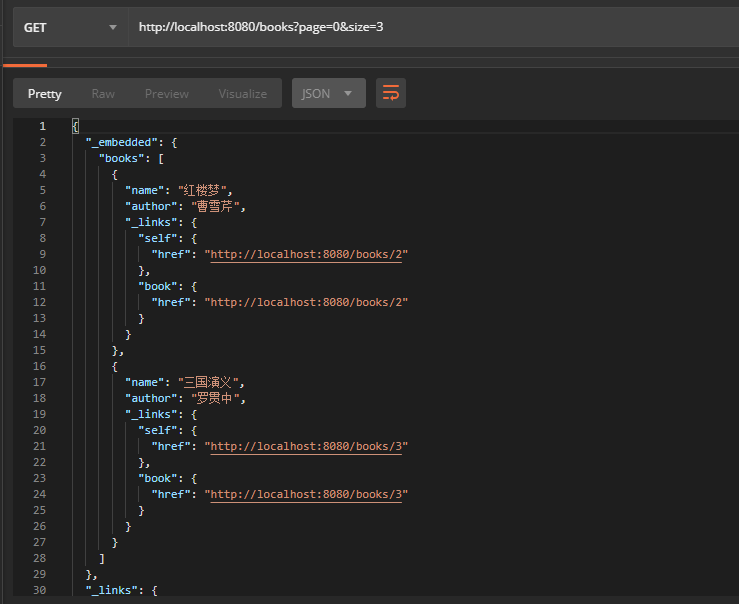 GET http://localhost:8080/books?page=0&size=3
Pretty Raw Preview Visualize JSON
1 {
2 "_embedded": {
3 "books": [
4 {
5 "name": "红楼梦",
6 "author": "曹雪芹",
7 "_links": {
8 "self": {
9 "href": "http://localhost:8080/books/2"
10 },
11 "book": {
12 "href": "http://localhost:8080/books/2"
13 }
14 }
15 },
16 {
17 "name": "三国演义",
18 "author": "罗贯中",
19 "_links": {
20 "self": {
21 "href": "http://localhost:8080/books/3"
22 },
23 "book": {
24 "href": "http://localhost:8080/books/3"
25 }
26 }
27 }
28 ]
29 },
30 "_links": {